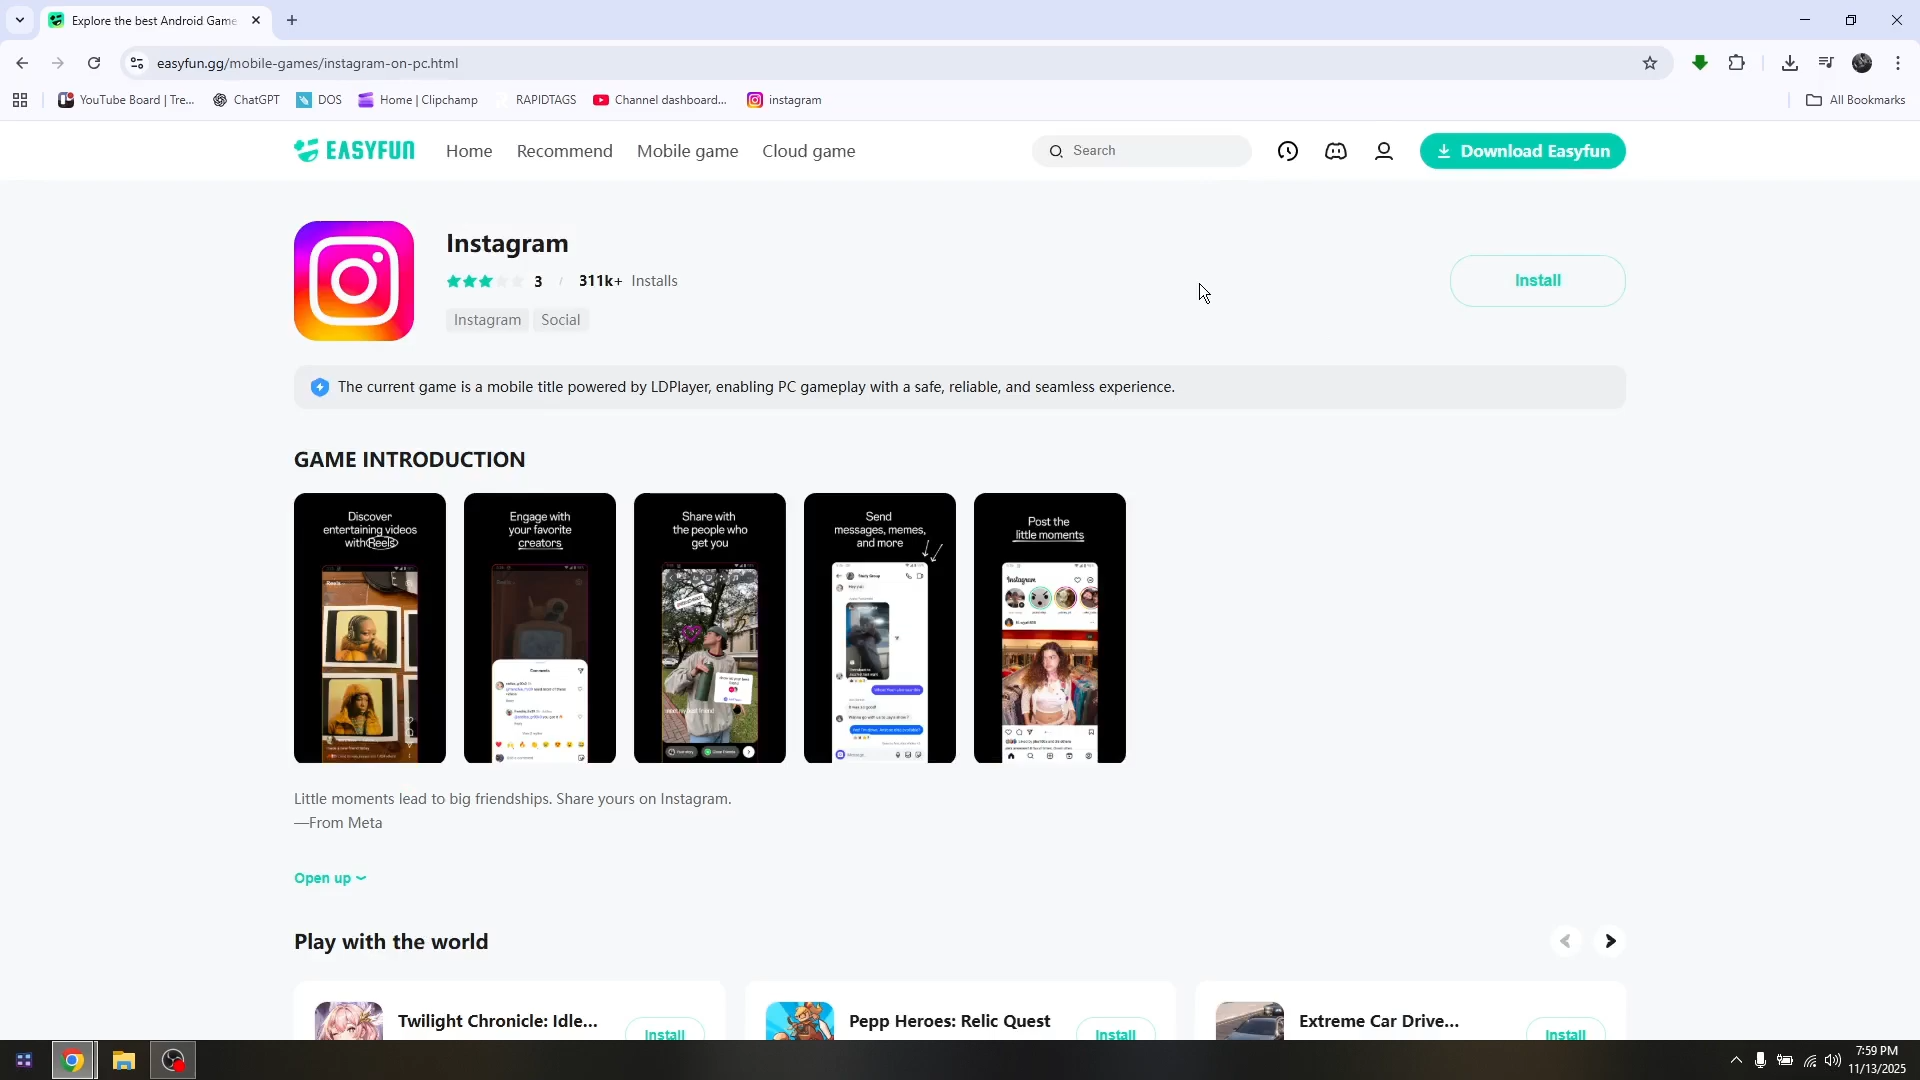 Explore the best Android Game
easyfun.gg/mobile-games/instagram-on-pc.html
YouTube Board | Tre...
ChatGPT
DOS
Home | Clipchamp
RAPIDTAGS
Channel dashboard...
instagram
All Bookmarks
EASYFUN
Home
Recommend
Mobile game
Cloud game
Search
Download Easyfun
Instagram
3 / 311k+ Installs
Instagram
Social
Install
The current game is a mobile title powered by LDPlayer, enabling PC gameplay with a safe, reliable, and seamless experience.
GAME INTRODUCTION
Discover
entertaining videos
with Reels
Engage with
your favorite
creators
Share with
the people who
get you
Send
messages, memes,
and more
Post the
little moments
Reels
Comments
Study Group
Instagram
Little moments lead to big friendships. Share yours on Instagram.
—From Meta
Open up
Play with the world
Twilight Chronicle: Idle...
Install
Pepp Heroes: Relic Quest
Install
Extreme Car Drive...
Install
7:59 PM
11/13/2025